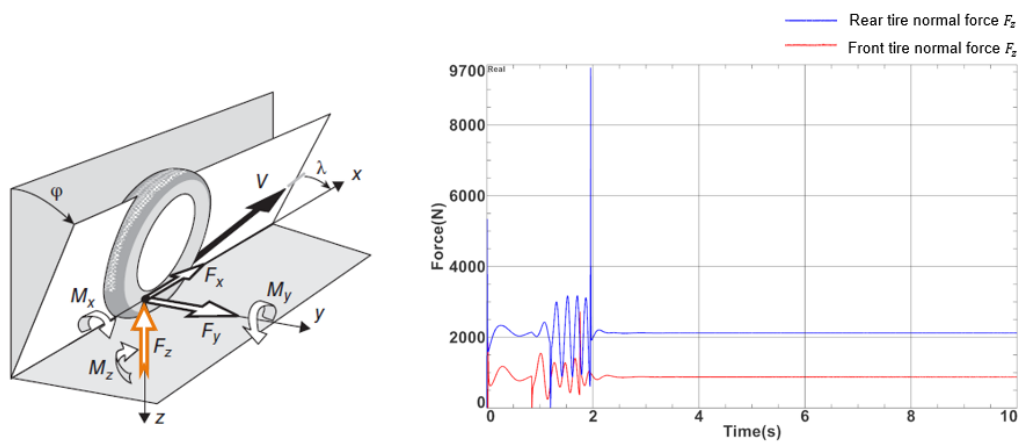 Rear tire normal force Fz
Front tire normal force Fz
φ
V
λ
x
Fx
Mx
My
Fy
y
Fz
Mz
z
Real
9700
8000
6000
4000
2000
0
Force(N)
0 2 4 6 8 10
Time(s)